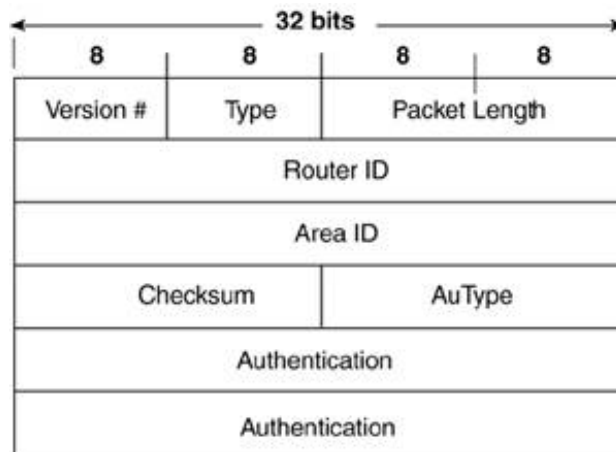 32 bits
8 8 8 8
Version # Type Packet Length
Router ID
Area ID
Checksum AuType
Authentication
Authentication